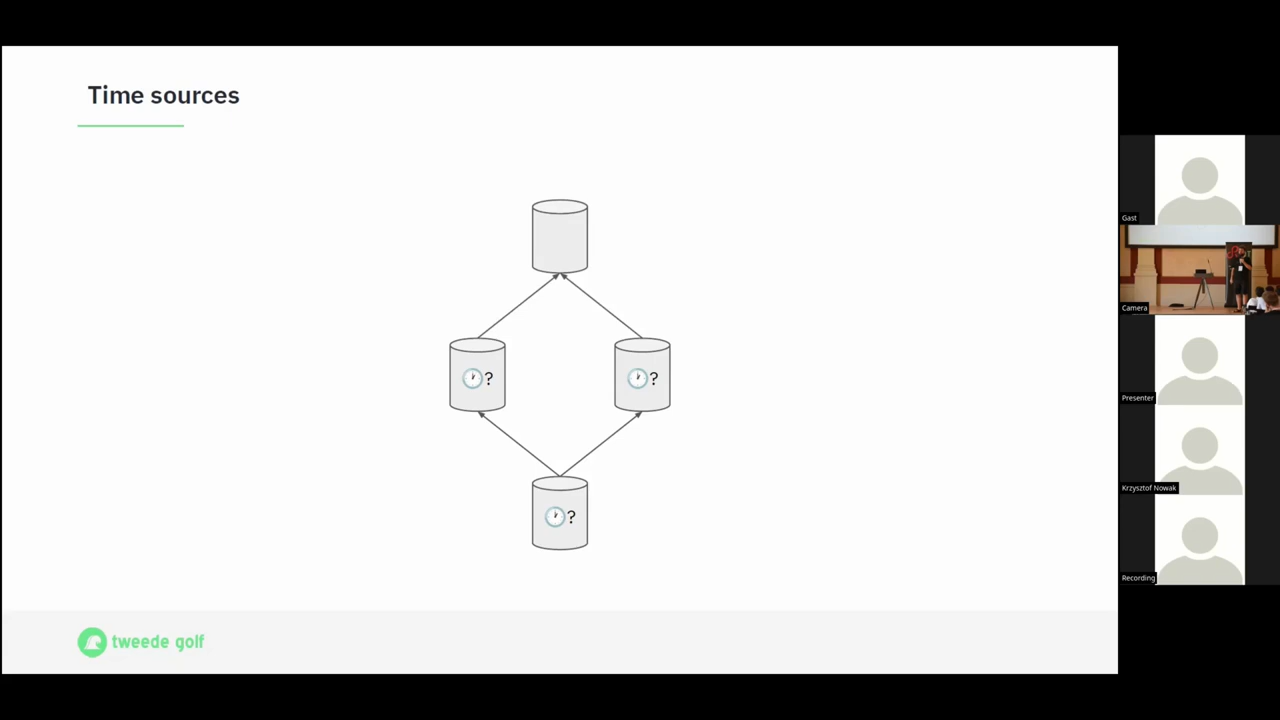 Time sources
🕐?
🕐?
🕐?
tweede golf
Gast
Camera
Presenter
Krzysztof Nowak
Recording